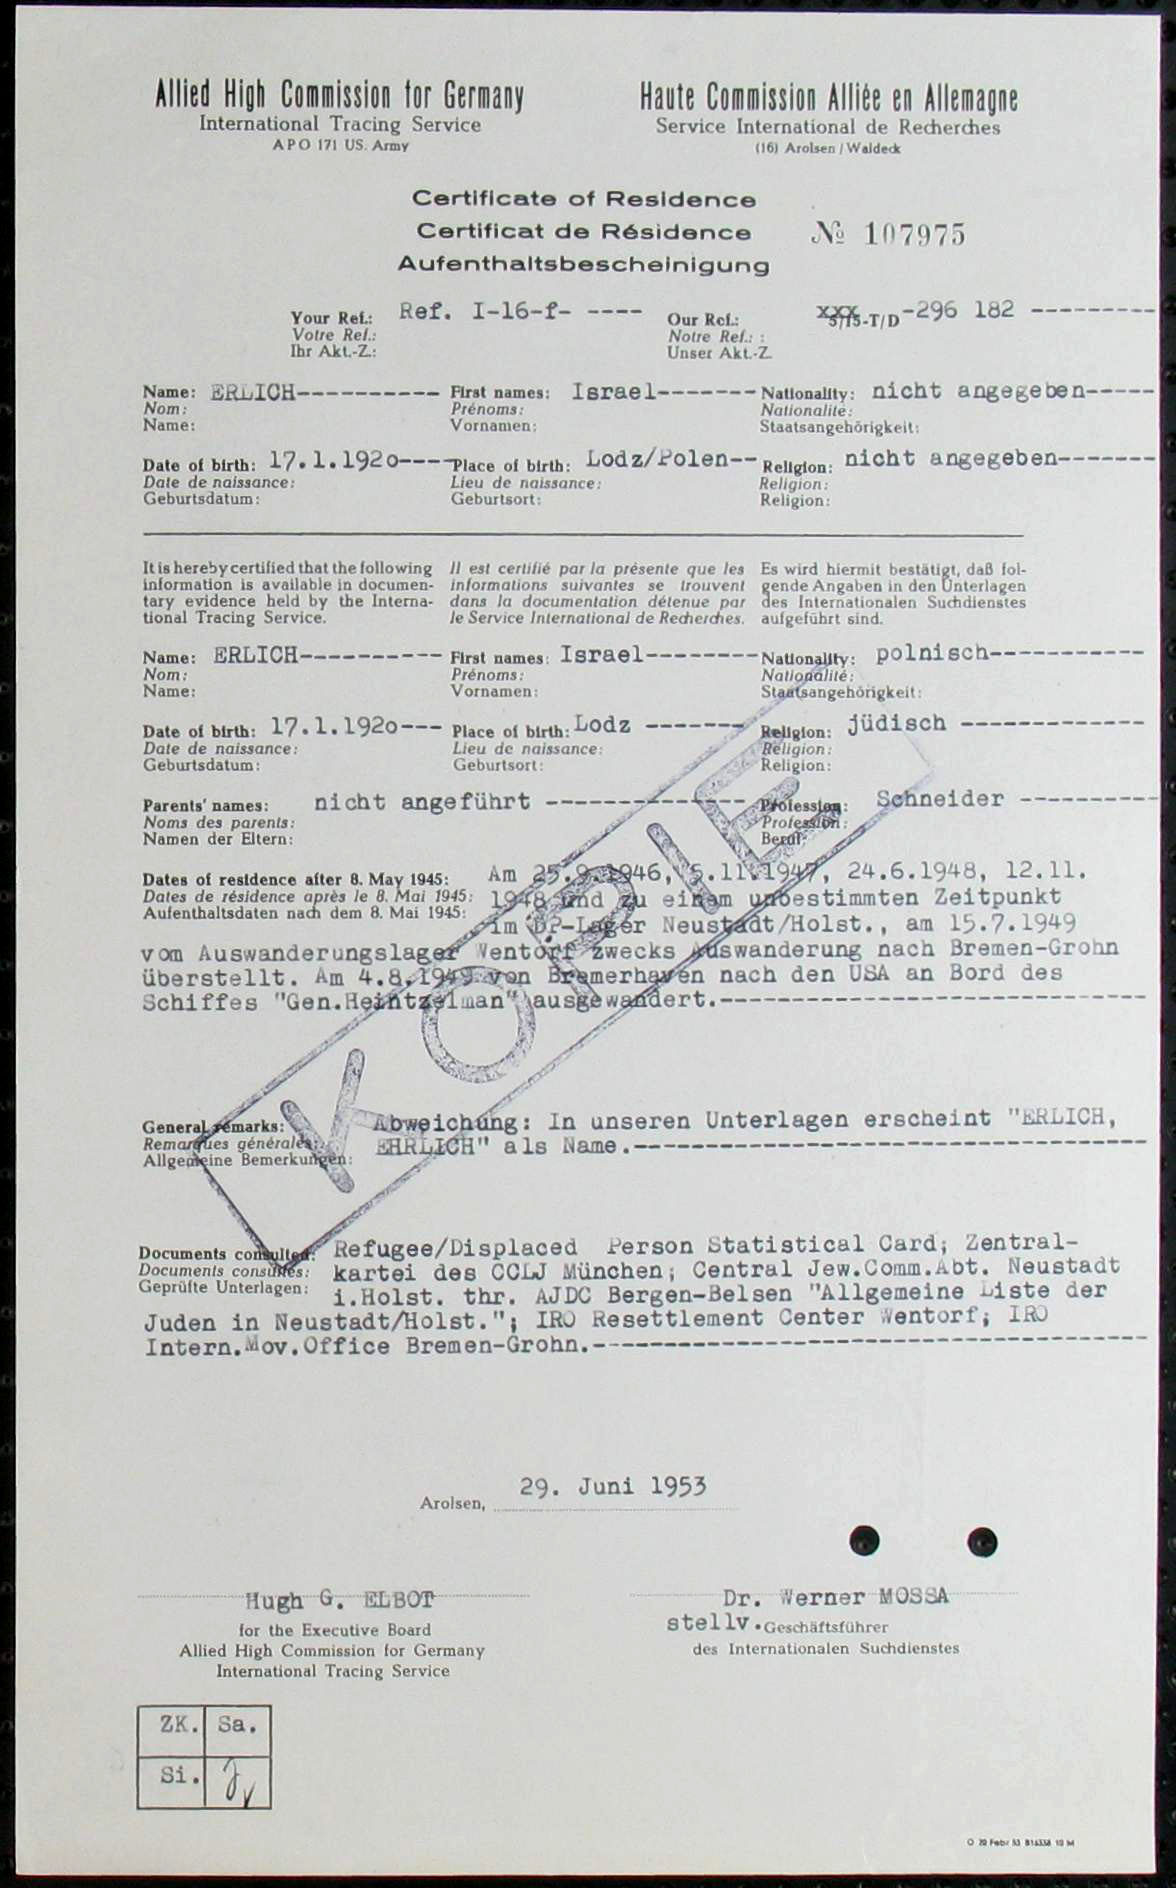 Allied High Commission for Germany
International Tracing Service
APO 171 US. Army
Haute Commission Alliée en Allemagne
Service International de Recherches
(16) Arolsen / Waldeck
Certificate of Residence
Certificat de Résidence
Aufenthaltsbescheinigung
№ 107975
Your Ref.: Ref. I-16-f- ----
Votre Ref.:
Ihr Akt.-Z.:
Our Ref.: xxx -T/D -296 182 ---------
Notre Ref.: :
Unser Akt.-Z.
Name: ERLICH---------- First names: Israel------- Nationality: nicht angegeben-----
Nom: Prénoms: Nationalité:
Name: Vornamen: Staatsangehörigkeit:
Date of birth: 17.1.192o---- Place of birth: Lodz/Polen-- Religion: nicht angegeben-------
Date de naissance: Lieu de naissance: Religion:
Geburtsdatum: Geburtsort: Religion:
It is hereby certified that the following
information is available in documen-
tary evidence held by the Interna-
tional Tracing Service.
Il est certifié par la présente que les
informations suivantes se trouvent
dans la documentation détenue par
le Service International de Recherches.
Es wird hiermit bestätigt, daß fol-
gende Angaben in den Unterlagen
des Internationalen Suchdienstes
aufgeführt sind.
Name: ERLICH---------- First names: Israel-------- Nationality: polnisch-----------
Nom: Prénoms: Nationalité:
Name: Vornamen: Staatsangehörigkeit:
Date of birth: 17.1.192o--- Place of birth: Lodz ------- Religion: jüdisch -------------
Date de naissance: Lieu de naissance: Religion:
Geburtsdatum: Geburtsort: Religion:
Parents' names: nicht angeführt -------------- Profession: Schneider ----------
Noms des parents: Profession:
Namen der Eltern: Beruf:
Dates of residence after 8. May 1945: Am 25.9.1946, 5.11.1947, 24.6.1948, 12.11.
Dates de résidence après le 8. Mai 1945: 1948 und zu einem unbestimmten Zeitpunkt
Aufenthaltsdaten nach dem 8. Mai 1945: im DP-Lager Neustadt/Holst., am 15.7.1949
vom Auswanderungslager Wentorf zwecks Auswanderung nach Bremen-Grohn
überstellt. Am 4.8.1949 von Bremerhaven nach den USA an Bord des
Schiffes "Gen.Heintzelman" ausgewandert.------------------------------
KOPIE
General remarks: Abweichung: In unseren Unterlagen erscheint "ERLICH,
Remarques générales: EHRLICH" als Name.------------------------------------
Allgemeine Bemerkungen:
Documents consulted: Refugee/Displaced Person Statistical Card; Zentral-
Documents consultés: kartei des CCLJ München; Central Jew.Comm.Abt. Neustadt
Geprüfte Unterlagen: i.Holst. thr. AJDC Bergen-Belsen "Allgemeine Liste der
Juden in Neustadt/Holst."; IRO Resettlement Center Wentorf; IRO
Intern.Mov.Office Bremen-Grohn.---------------------------------------
Arolsen, 29. Juni 1953
Hugh G. ELBOT
for the Executive Board
Allied High Commission for Germany
International Tracing Service
Dr. Werner MOSSA
stellv. Geschäftsführer
des Internationalen Suchdienstes
ZK. Sa.
Si.